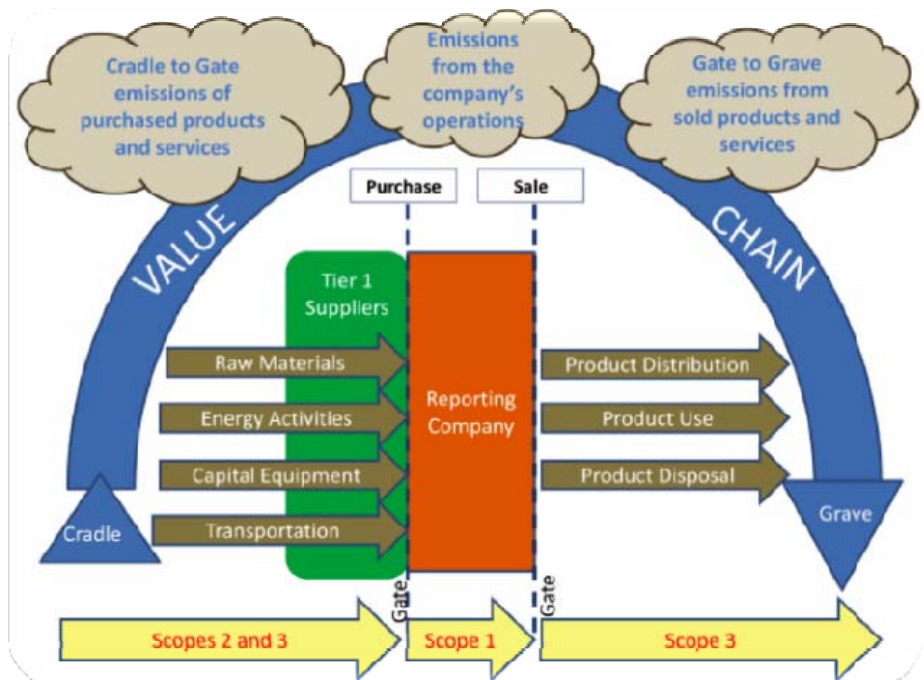 Cradle to Gate
emissions of
purchased products
and services
Emissions
from the
company's
operations
Gate to Grave
emissions from
sold products and
services
Purchase
Sale
VALUE
CHAIN
Tier 1
Suppliers
Raw Materials
Energy Activities
Capital Equipment
Transportation
Reporting
Company
Product Distribution
Product Use
Product Disposal
Cradle
Grave
Gate
Gate
Scopes 2 and 3
Scope 1
Scope 3